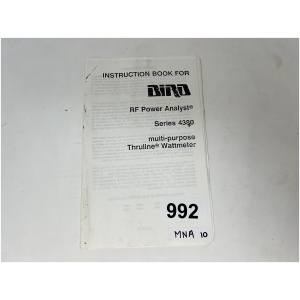 INSTRUCTION BOOK FOR
BIRD
RF Power Analyst®
Series 4380
multi-purpose
Thruline® Wattmeter
992
MNA 10